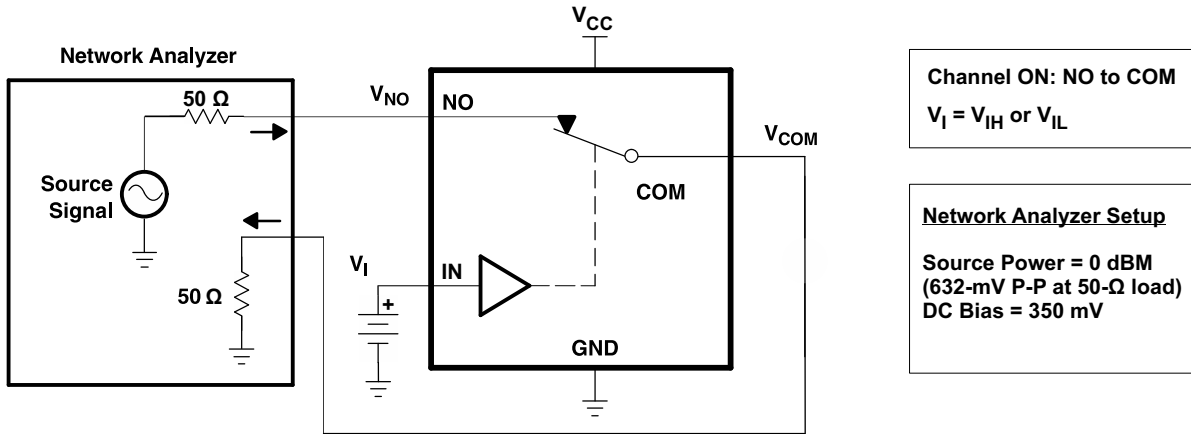 V_CC
Network Analyzer
50 Ω
V_NO
NO
V_COM
COM
Source
Signal
V_I
IN
+
50 Ω
GND
Channel ON: NO to COM
V_I = V_IH or V_IL
Network Analyzer Setup
Source Power = 0 dBM
(632-mV P-P at 50-Ω load)
DC Bias = 350 mV